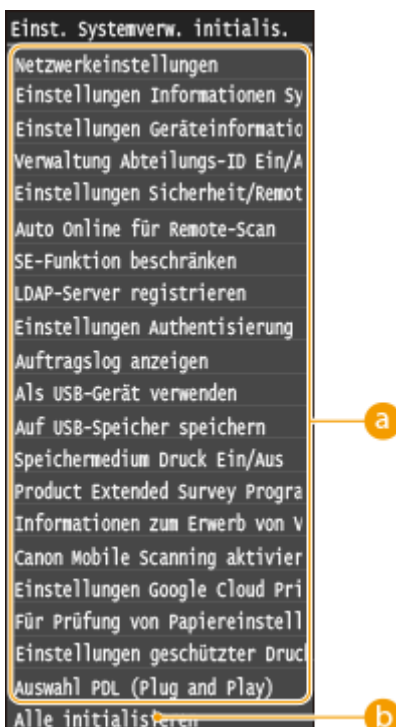 Einst. Systemverw. initialis.
Netzwerkeinstellungen
Einstellungen Informationen Sy
Einstellungen Geräteinformatio
Verwaltung Abteilungs-ID Ein/A
Einstellungen Sicherheit/Remot
Auto Online für Remote-Scan
SE-Funktion beschränken
LDAP-Server registrieren
Einstellungen Authentisierung
Auftragslog anzeigen
Als USB-Gerät verwenden
Auf USB-Speicher speichern
a
Speichermedium Druck Ein/Aus
Product Extended Survey Progra
Informationen zum Erwerb von V
Canon Mobile Scanning aktivier
Einstellungen Google Cloud Pri
Für Prüfung von Papiereinstell
Einstellungen geschützter Druck
Auswahl PDL (Plug and Play)
Alle initialisieren
b